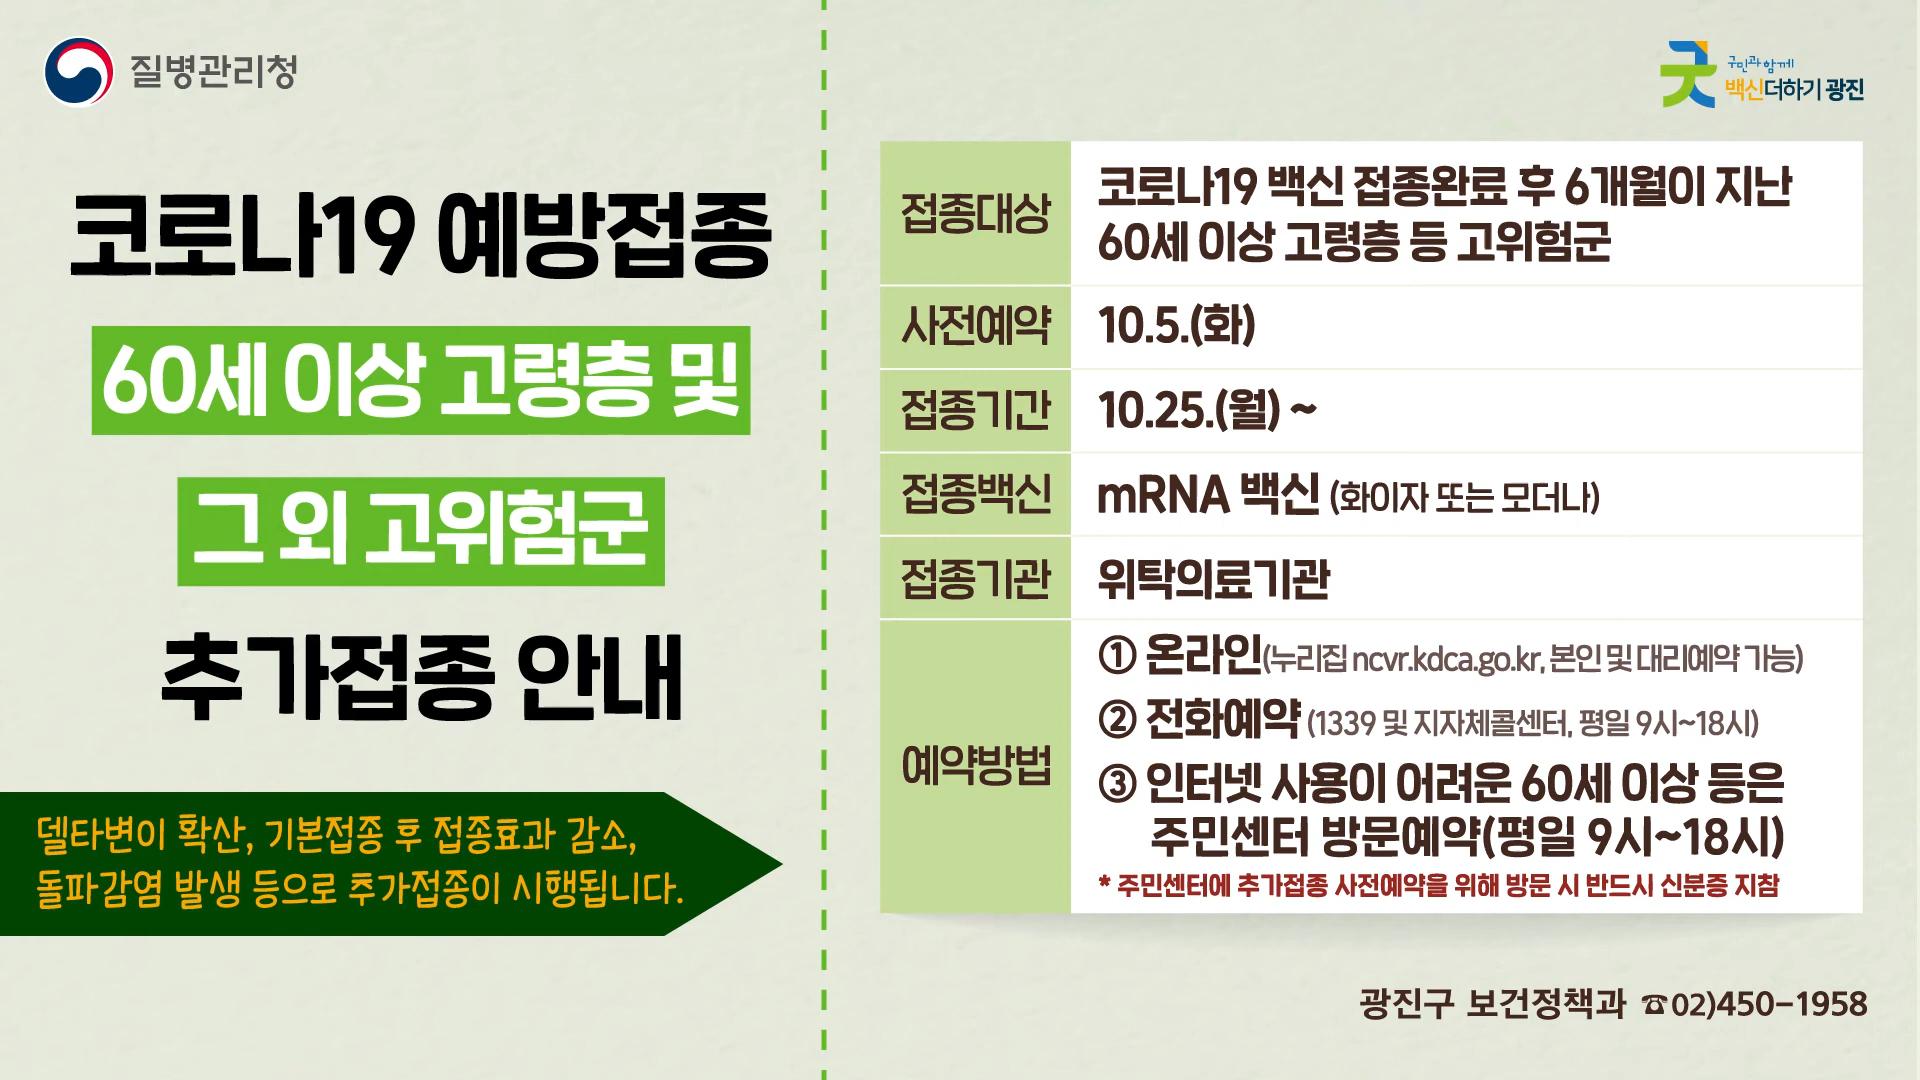 질병관리청
코로나19 예방접종
60세 이상 고령층 및
그 외 고위험군
추가접종 안내
델타변이 확산, 기본접종 후 접종효과 감소,
돌파감염 발생 등으로 추가접종이 시행됩니다.
굿
구민과 함께
백신더하기 광진
접종대상
코로나19 백신 접종완료 후 6개월이 지난
60세 이상 고령층 등 고위험군
사전예약
10.5.(화)
접종기간
10.25.(월) ~
접종백신
mRNA 백신 (화이자 또는 모더나)
접종기관
위탁의료기관
예약방법
① 온라인(누리집 ncvr.kdca.go.kr, 본인 및 대리예약 가능)
② 전화예약 (1339 및 지자체콜센터, 평일 9시~18시)
③ 인터넷 사용이 어려운 60세 이상 등은
주민센터 방문예약(평일 9시~18시)
* 주민센터에 추가접종 사전예약을 위해 방문 시 반드시 신분증 지참
광진구 보건정책과 ☎02)450-1958